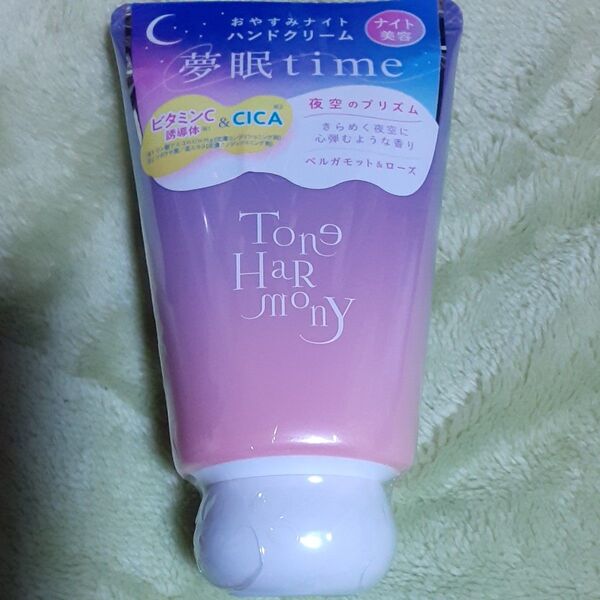 おやすみナイト
ハンドクリーム
ナイト
美容
夢眠time
ビタミンC
誘導体
&CICA
夜空のプリズム
きらめく夜空に
心弾むような香り
ベルガモット&ローズ
Tone
HaR
mony